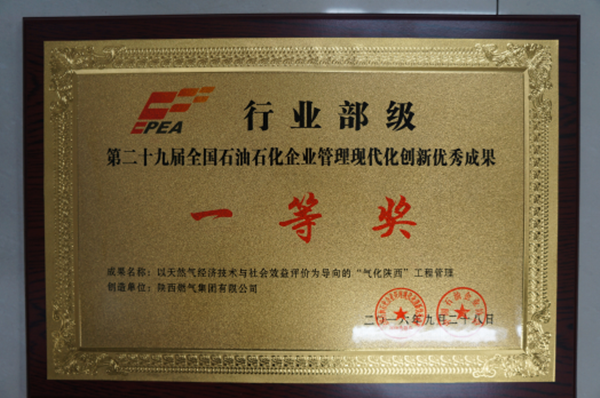 EPEA
行业部级
第二十九届全国石油石化企业管理现代化创新优秀成果
一等奖
成果名称：以天然气经济技术与社会效益评价为导向的“气化陕西”工程管理
创造单位：陕西燃气集团有限公司
二〇一六年九月二十八日